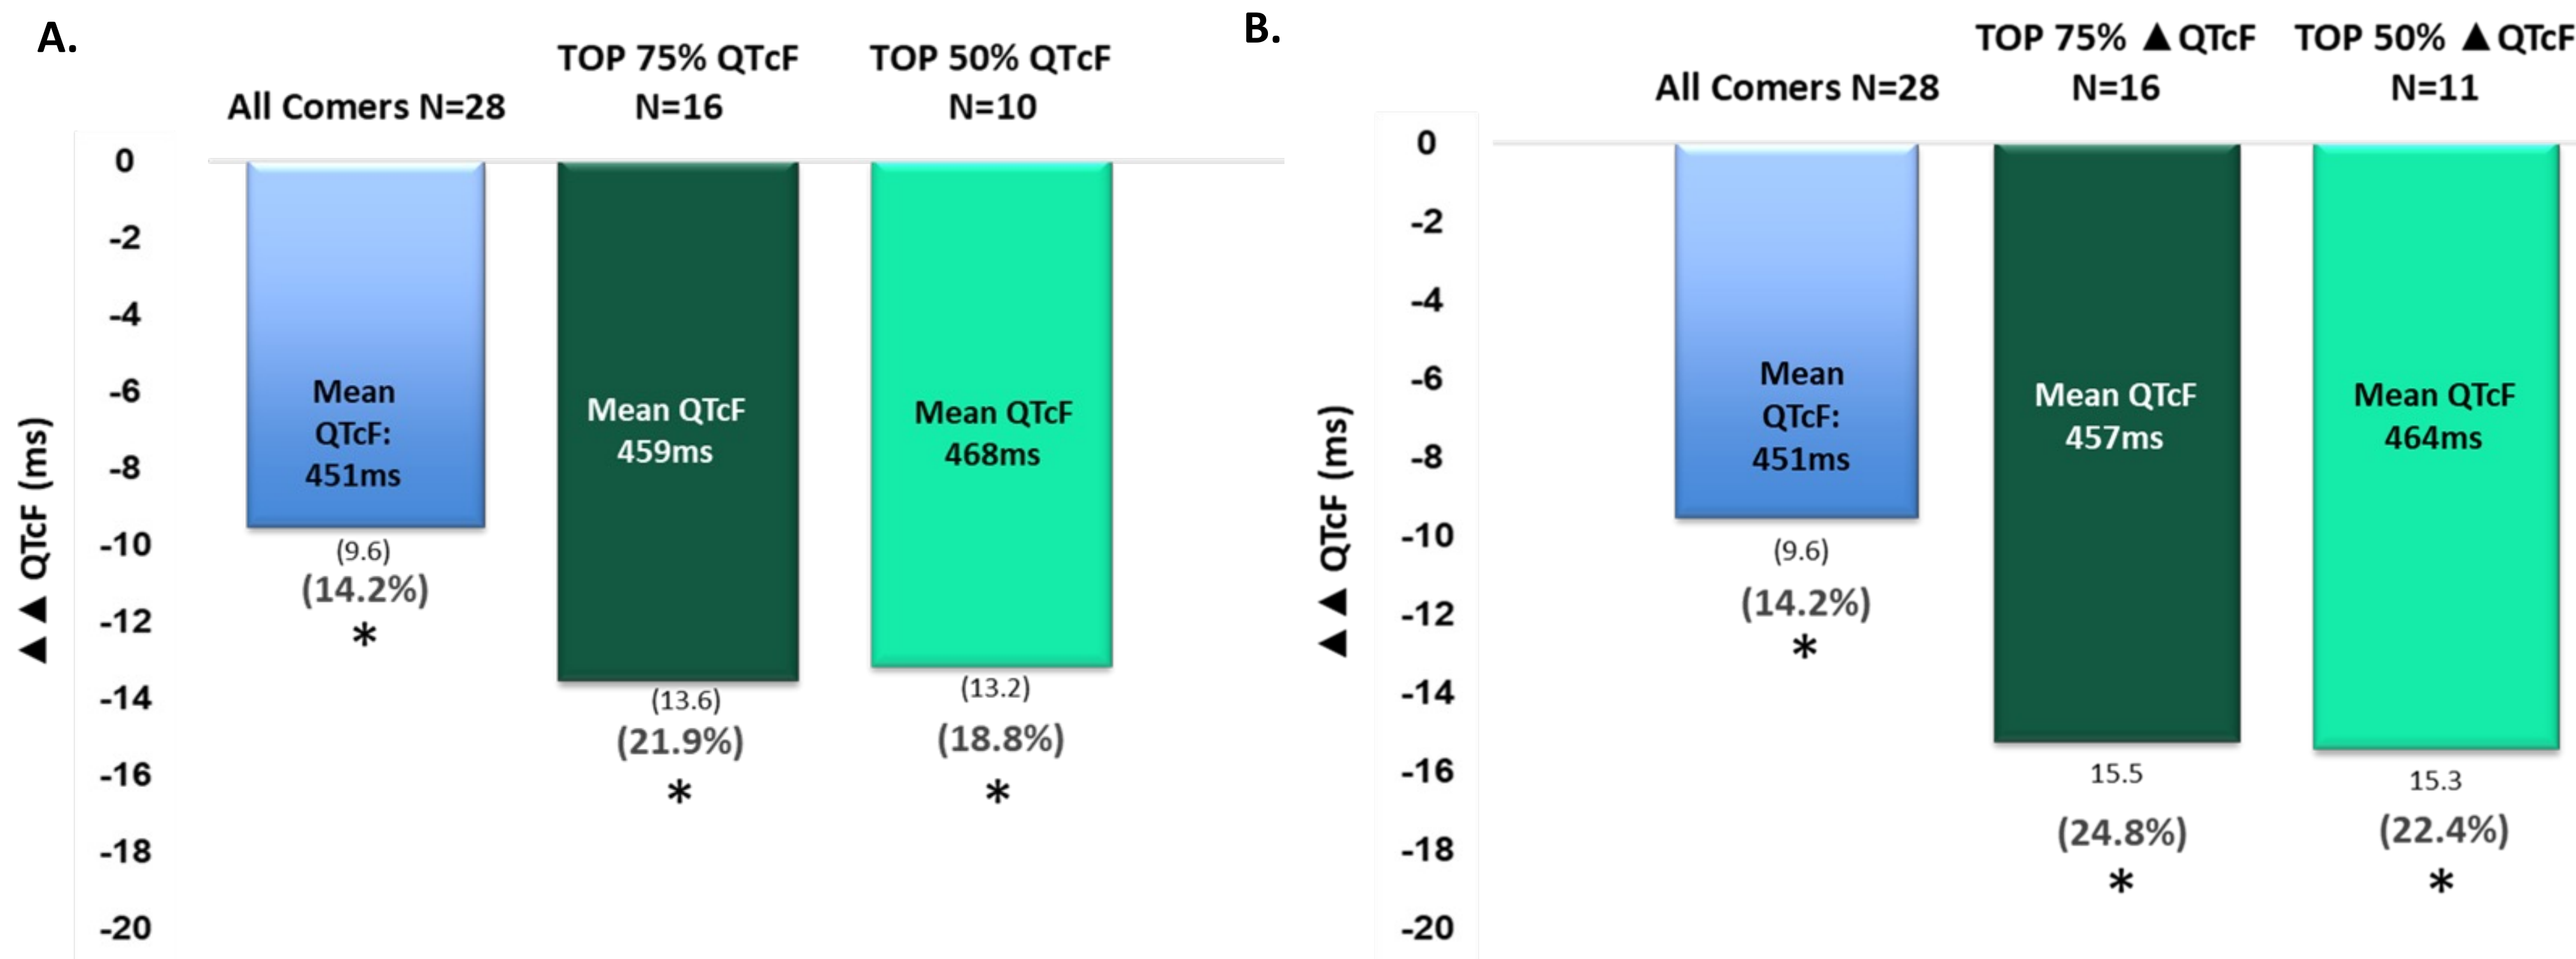 A.
TOP 75% QTcF
TOP 50% QTcF
All Comers N=28
N=16
N=10
0
-2
-4
-6
-8
-10
-12
-14
-16
-18
-20
▲▲ QTcF (ms)
Mean
QTcF:
451ms
(9.6)
(14.2%)
*
Mean QTcF
459ms
(13.6)
(21.9%)
*
Mean QTcF
468ms
(13.2)
(18.8%)
*
B.
TOP 75% ▲QTcF
TOP 50% ▲QTcF
All Comers N=28
N=16
N=11
0
-2
-4
-6
-8
-10
-12
-14
-16
-18
-20
▲▲ QTcF (ms)
Mean
QTcF:
451ms
(9.6)
(14.2%)
*
Mean QTcF
457ms
15.5
(24.8%)
*
Mean QTcF
464ms
15.3
(22.4%)
*